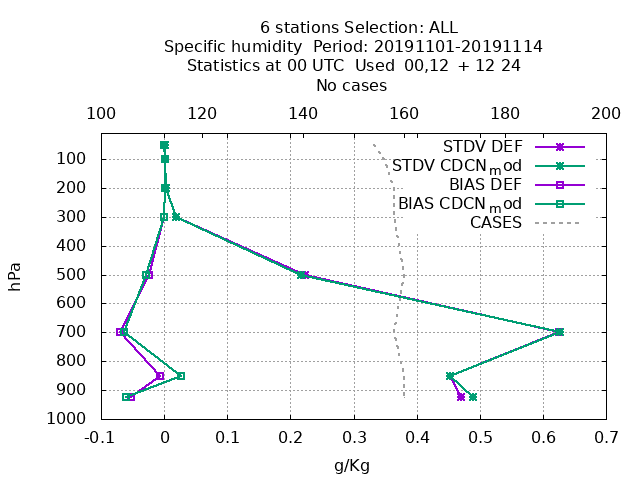 6 stations Selection: ALL
Specific humidity  Period: 20191101-20191114
Statistics at 00 UTC  Used  00,12  + 12 24
No cases
100 120 140 160 180 200
STDV DEF
STDV CDCNmod
BIAS DEF
BIAS CDCNmod
CASES
100
200
300
400
500
600
700
800
900
1000
hPa
-0.1 0 0.1 0.2 0.3 0.4 0.5 0.6 0.7
g/Kg